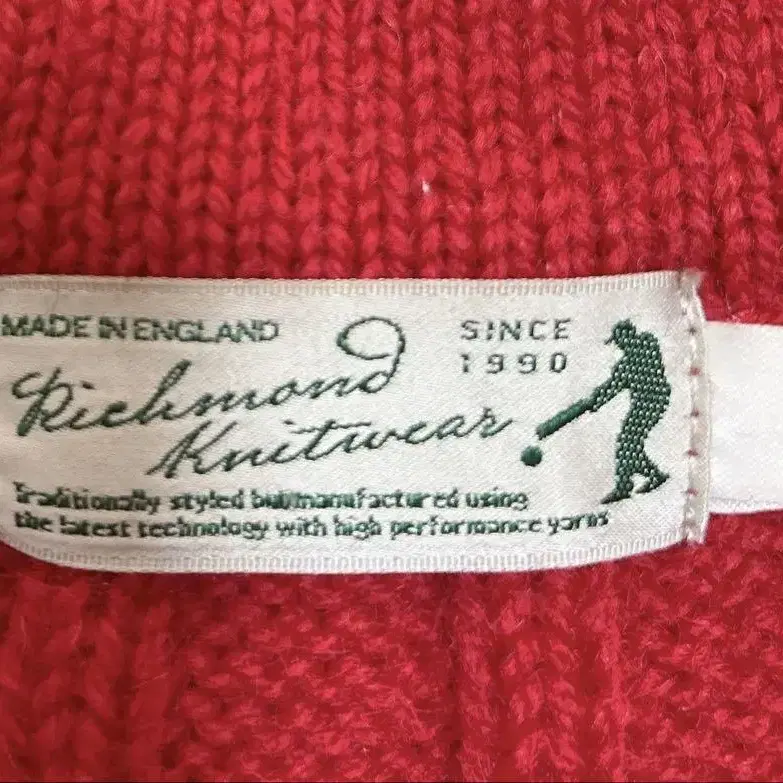 MADE IN ENGLAND
SINCE
1990
Richmond
Knitwear
Traditionally styled but manufactured using
the latest technology with high performance yarns